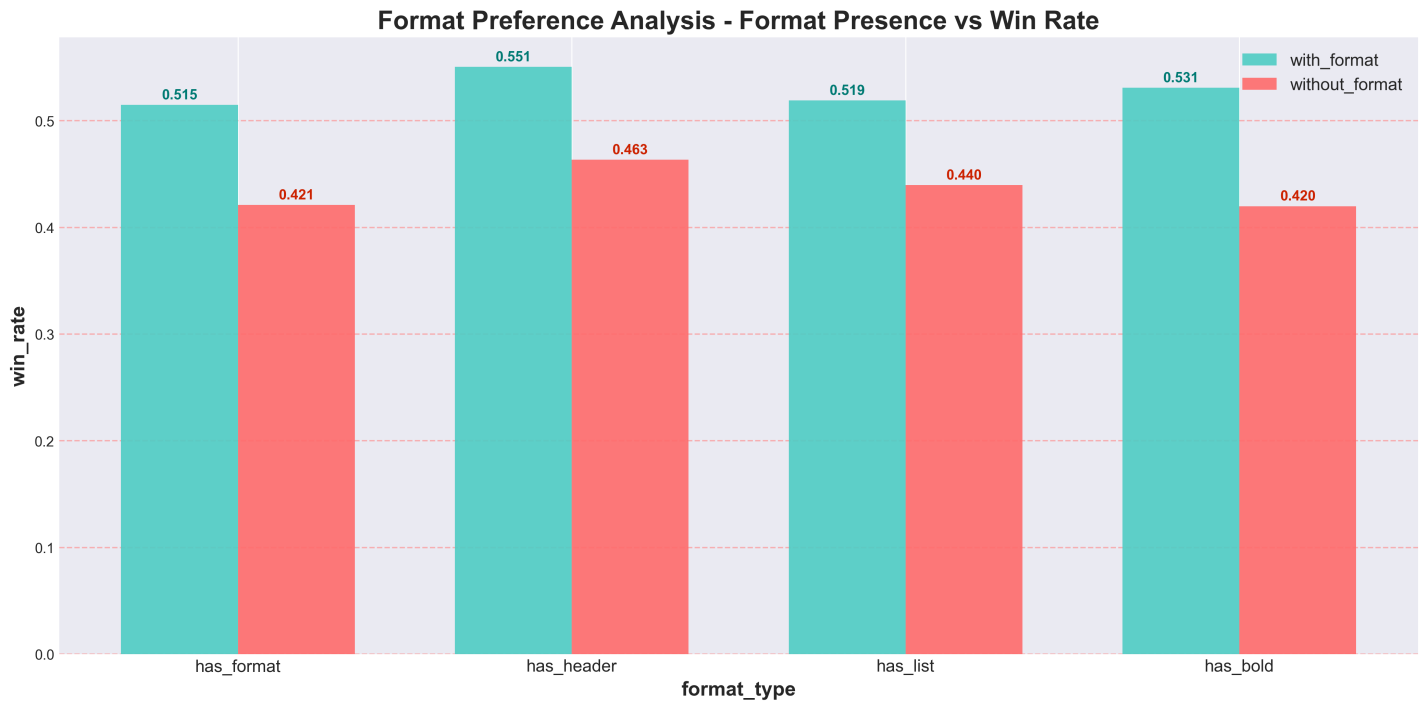 Format Preference Analysis - Format Presence vs Win Rate
with_format
without_format
0.515
0.421
0.551
0.463
0.519
0.440
0.531
0.420
0.5
0.4
0.3
0.2
0.1
0.0
win_rate
has_format
has_header
has_list
has_bold
format_type